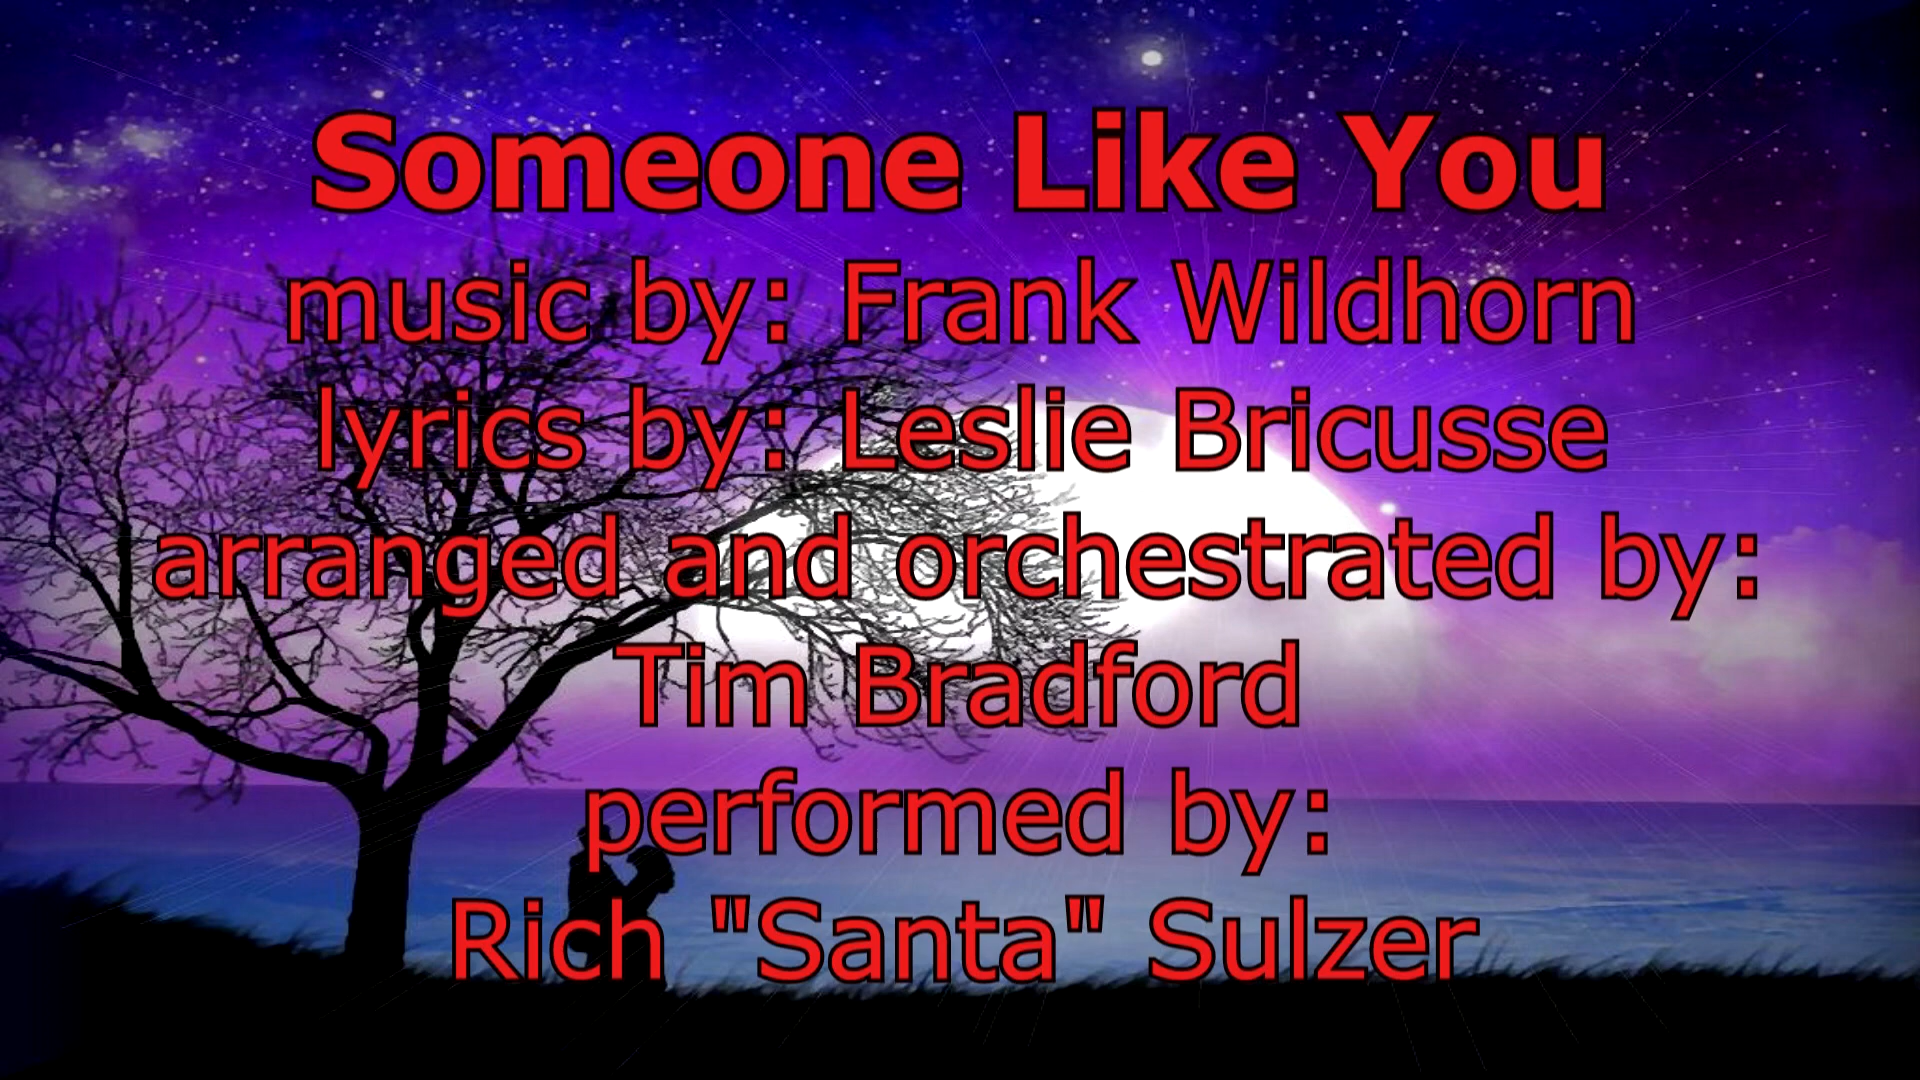 Someone Like You
music by: Frank Wildhorn
lyrics by: Leslie Bricusse
arranged and orchestrated by:
Tim Bradford
performed by:
Rich "Santa" Sulzer